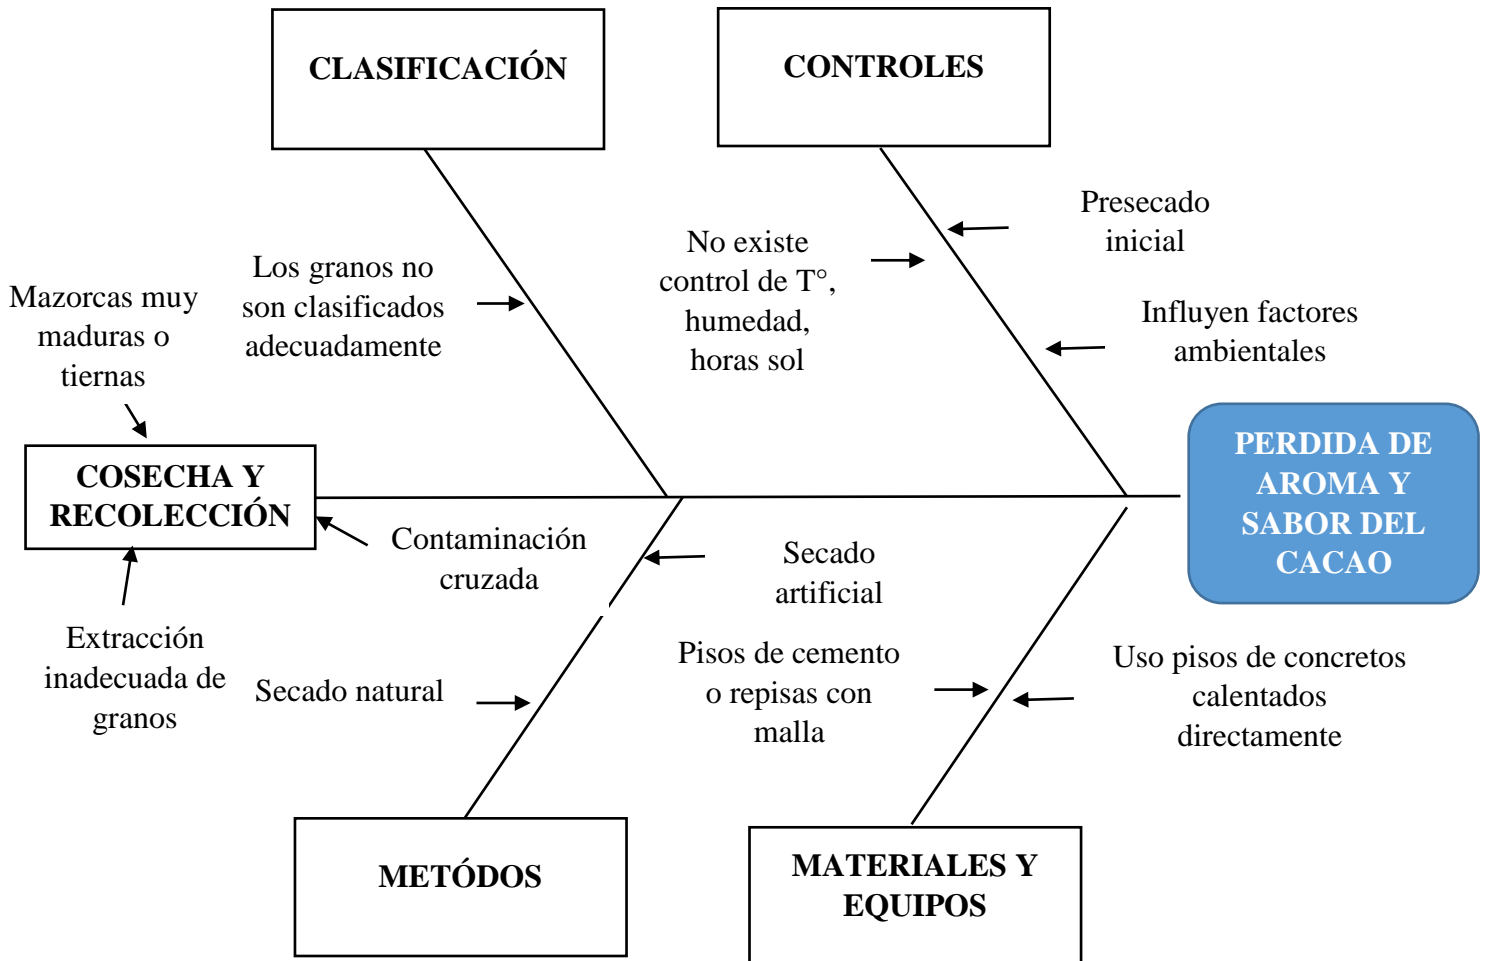 CLASIFICACIÓN
CONTROLES
Presecado
inicial
No existe
control de T°,
humedad,
horas sol
Los granos no
son clasificados
adecuadamente
Mazorcas muy
maduras o
tiernas
Influyen factores
ambientales
COSECHA Y
RECOLECCIÓN
PERDIDA DE
AROMA Y
SABOR DEL
CACAO
Contaminación
cruzada
Secado
artificial
Extracción
inadecuada de
granos
Secado natural
Pisos de cemento
o repisas con
malla
Uso pisos de concretos
calentados
directamente
METÓDOS
MATERIALES Y
EQUIPOS